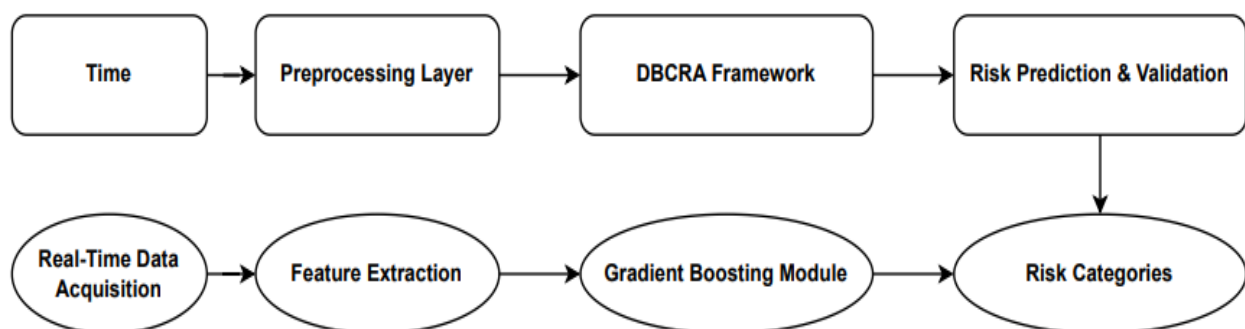 Time
Preprocessing Layer
DBCRA Framework
Risk Prediction & Validation
Real-Time Data
Acquisition
Feature Extraction
Gradient Boosting Module
Risk Categories